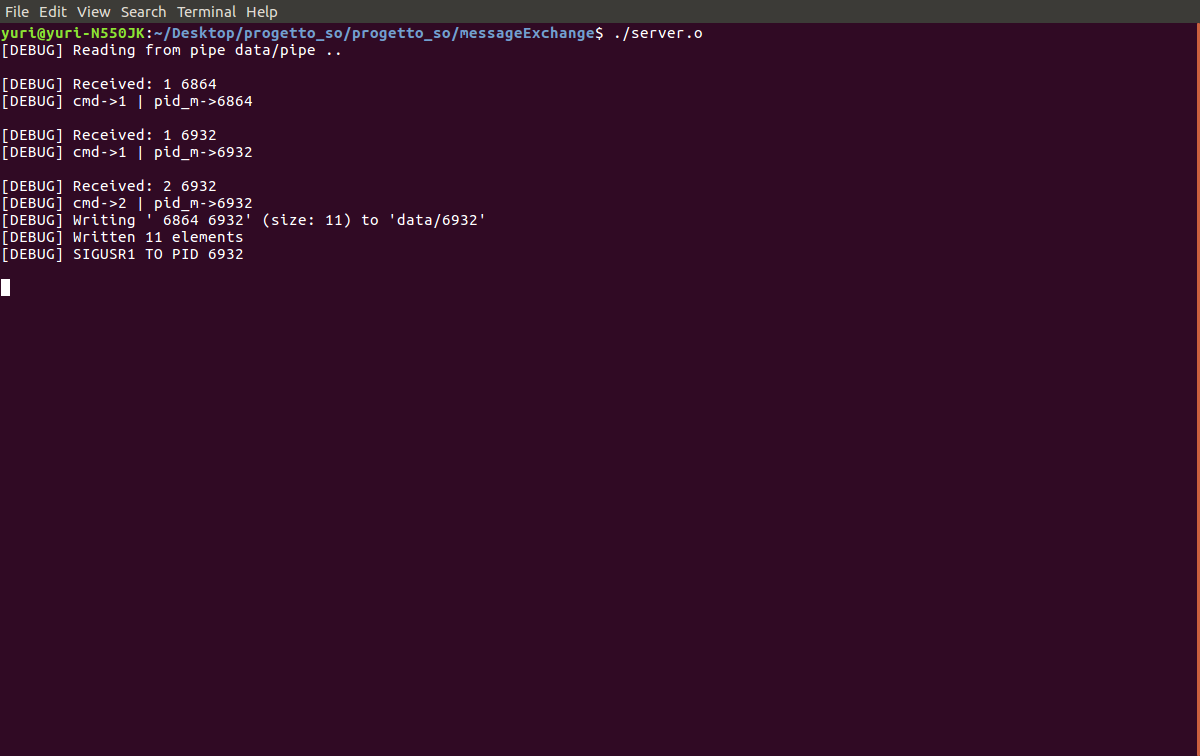 File Edit View Search Terminal Help
yuri@yuri-N550JK:~/Desktop/progetto_so/progetto_so/messageExchange$ ./server.o
[DEBUG] Reading from pipe data/pipe ..
[DEBUG] Received: 1 6864
[DEBUG] cmd->1 | pid_m->6864
[DEBUG] Received: 1 6932
[DEBUG] cmd->1 | pid_m->6932
[DEBUG] Received: 2 6932
[DEBUG] cmd->2 | pid_m->6932
[DEBUG] Writing ' 6864 6932' (size: 11) to 'data/6932'
[DEBUG] Written 11 elements
[DEBUG] SIGUSR1 TO PID 6932